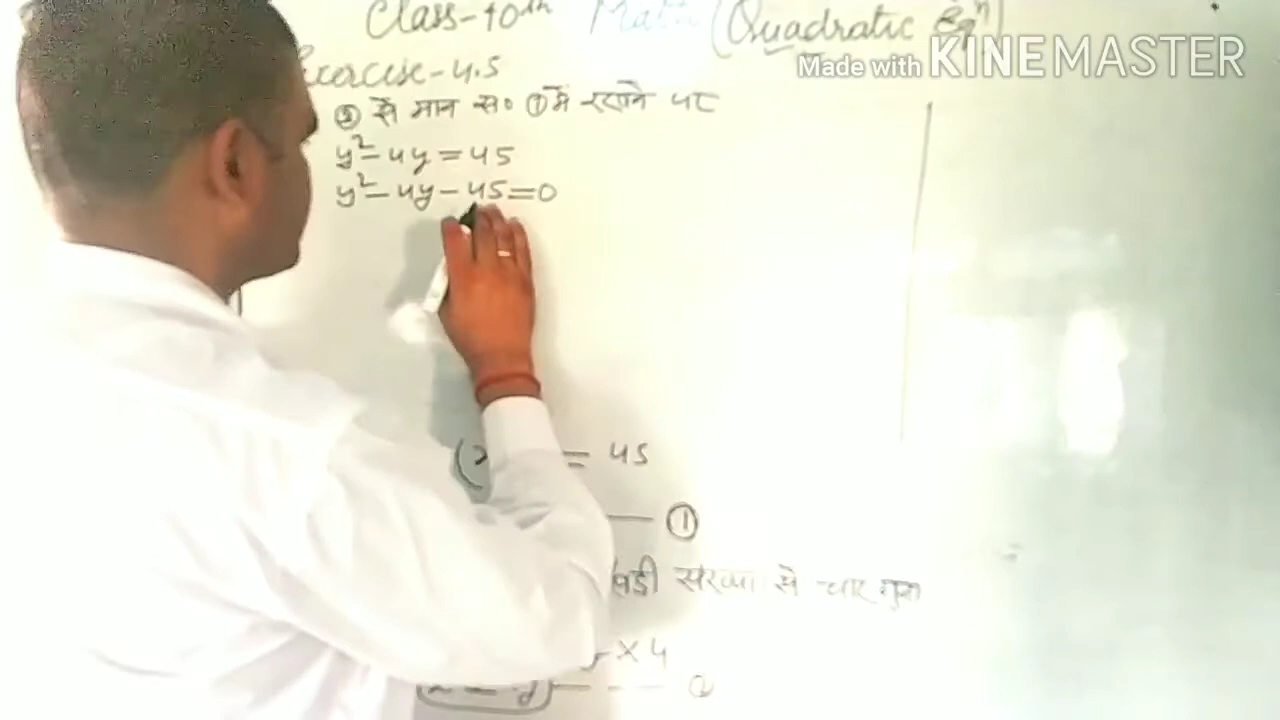 Class-10th Math (Quadratic Eqn)
Made with KINEMASTER
Exercise-4.5
② से मान स० ① में रखने पर
y²-4y=45
y²-4y-45=0
= 45
— ①
बड़ी संख्या से चार गुना
×4
— ②